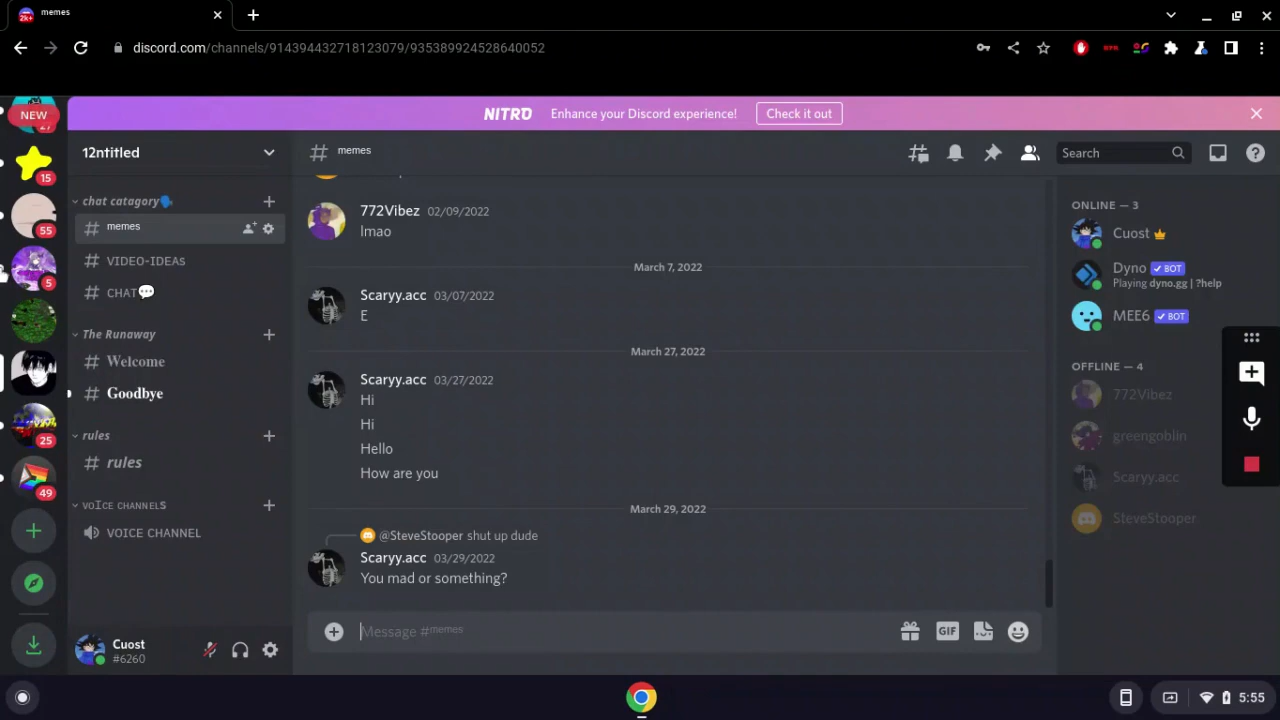 memes
discord.com/channels/914394432718123079/935389924528640052
NEW
NITRO Enhance your Discord experience! Check it out
12ntitled
# memes
Search
15
55
5
25
49
chat catagory🗣️
# memes
# VIDEO-IDEAS
# CHAT💬
The Runaway
# Welcome
# Goodbye
rules
# rules
VOICE CHANNELS
VOICE CHANNEL
Cuost
#6260
772Vibez 02/09/2022
lmao
March 7, 2022
Scaryy.acc 03/07/2022
E
March 27, 2022
Scaryy.acc 03/27/2022
Hi
Hi
Hello
How are you
March 29, 2022
@SteveStooper shut up dude
Scaryy.acc 03/29/2022
You mad or something?
Message #memes
GIF
ONLINE — 3
Cuost
Dyno BOT
Playing dyno.gg | ?help
MEE6 BOT
OFFLINE — 4
772Vibez
greengoblin
Scaryy.acc
SteveStooper
5:55